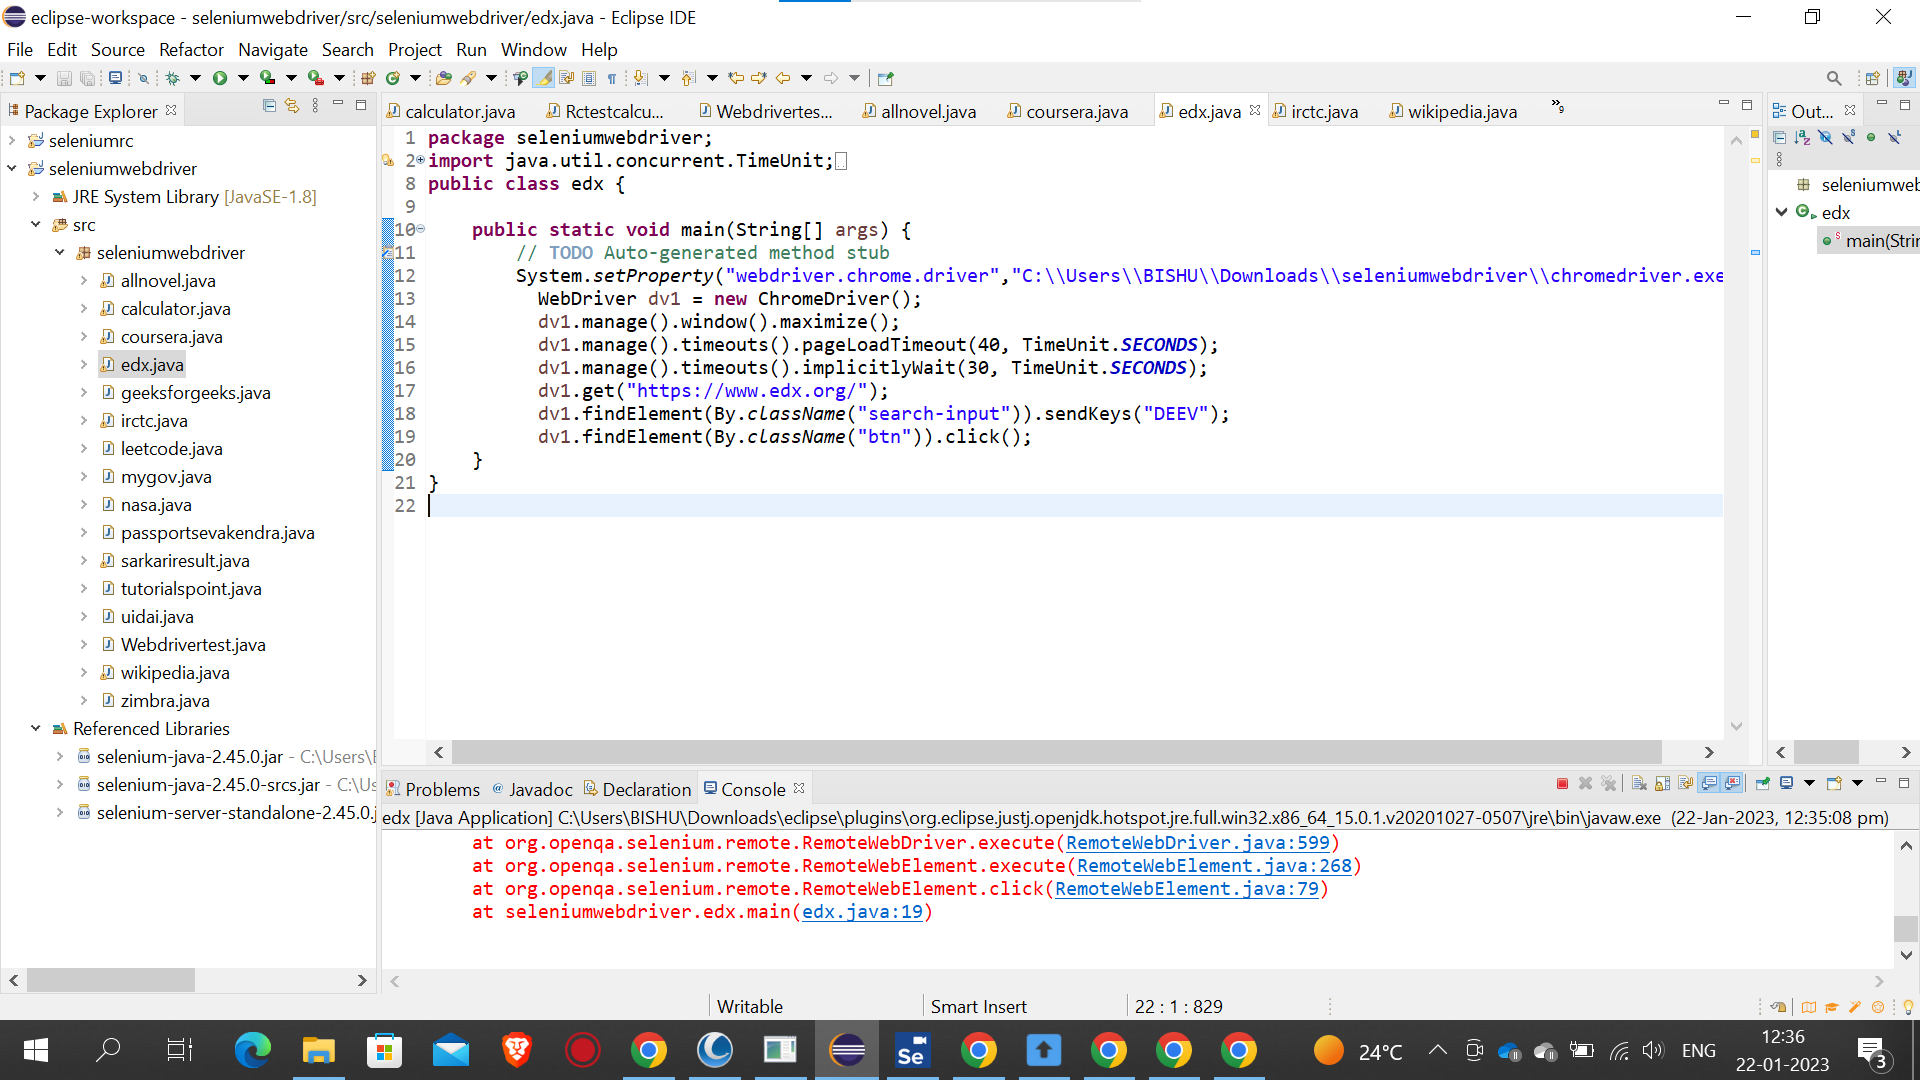 eclipse-workspace - seleniumwebdriver/src/seleniumwebdriver/edx.java - Eclipse IDE
File Edit Source Refactor Navigate Search Project Run Window Help
Package Explorer
seleniumrc
seleniumwebdriver
JRE System Library [JavaSE-1.8]
src
seleniumwebdriver
allnovel.java
calculator.java
coursera.java
edx.java
geeksforgeeks.java
irctc.java
leetcode.java
mygov.java
nasa.java
passportsevakendra.java
sarkariresult.java
tutorialspoint.java
uidai.java
Webdrivertest.java
wikipedia.java
zimbra.java
Referenced Libraries
selenium-java-2.45.0.jar - C:\Users\
selenium-java-2.45.0-srcs.jar - C:\Us
selenium-server-standalone-2.45.0.j
calculator.java Rctestcalcu... Webdrivertes... allnovel.java coursera.java edx.java irctc.java wikipedia.java »9
1 package seleniumwebdriver;
2 import java.util.concurrent.TimeUnit;
8 public class edx {
9
10 public static void main(String[] args) {
11 // TODO Auto-generated method stub
12 System.setProperty("webdriver.chrome.driver","C:\\Users\\BISHU\\Downloads\\seleniumwebdriver\\chromedriver.exe
13 WebDriver dv1 = new ChromeDriver();
14 dv1.manage().window().maximize();
15 dv1.manage().timeouts().pageLoadTimeout(40, TimeUnit.SECONDS);
16 dv1.manage().timeouts().implicitlyWait(30, TimeUnit.SECONDS);
17 dv1.get("https://www.edx.org/");
18 dv1.findElement(By.className("search-input")).sendKeys("DEEV");
19 dv1.findElement(By.className("btn")).click();
20 }
21 }
22
Out...
seleniumweb
edx
main(Strin
Problems @ Javadoc Declaration Console
edx [Java Application] C:\Users\BISHU\Downloads\eclipse\plugins\org.eclipse.justj.openjdk.hotspot.jre.full.win32.x86_64_15.0.1.v20201027-0507\jre\bin\javaw.exe (22-Jan-2023, 12:35:08 pm)
at org.openqa.selenium.remote.RemoteWebDriver.execute(RemoteWebDriver.java:599)
at org.openqa.selenium.remote.RemoteWebElement.execute(RemoteWebElement.java:268)
at org.openqa.selenium.remote.RemoteWebElement.click(RemoteWebElement.java:79)
at seleniumwebdriver.edx.main(edx.java:19)
Writable Smart Insert 22 : 1 : 829
Se
24°C ENG
12:36
22-01-2023
3